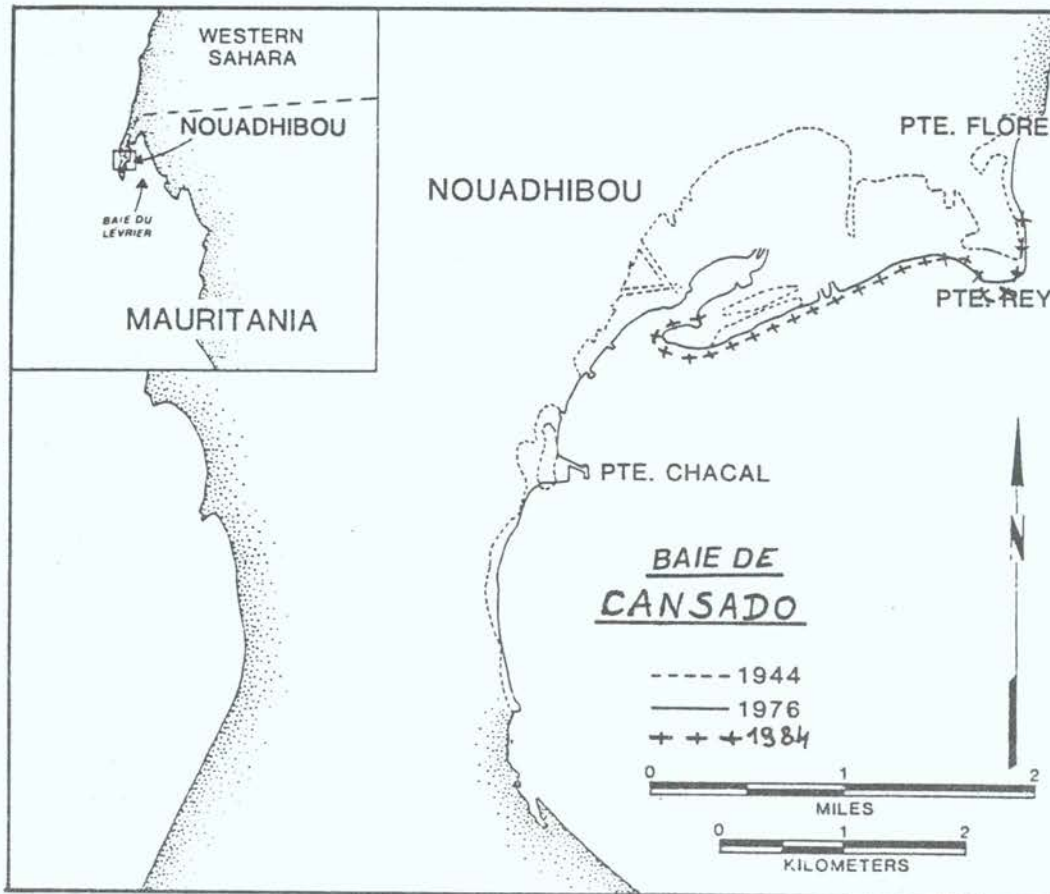 WESTERN
SAHARA
NOUADHIBOU
BAIE DU
LÉVRIER
MAURITANIA
PTE. FLORE
NOUADHIBOU
PTE. REY
PTE. CHACAL
BAIE DE
CANSADO
1944
1976
1984
N
0 1 2
MILES
0 1 2
KILOMETERS